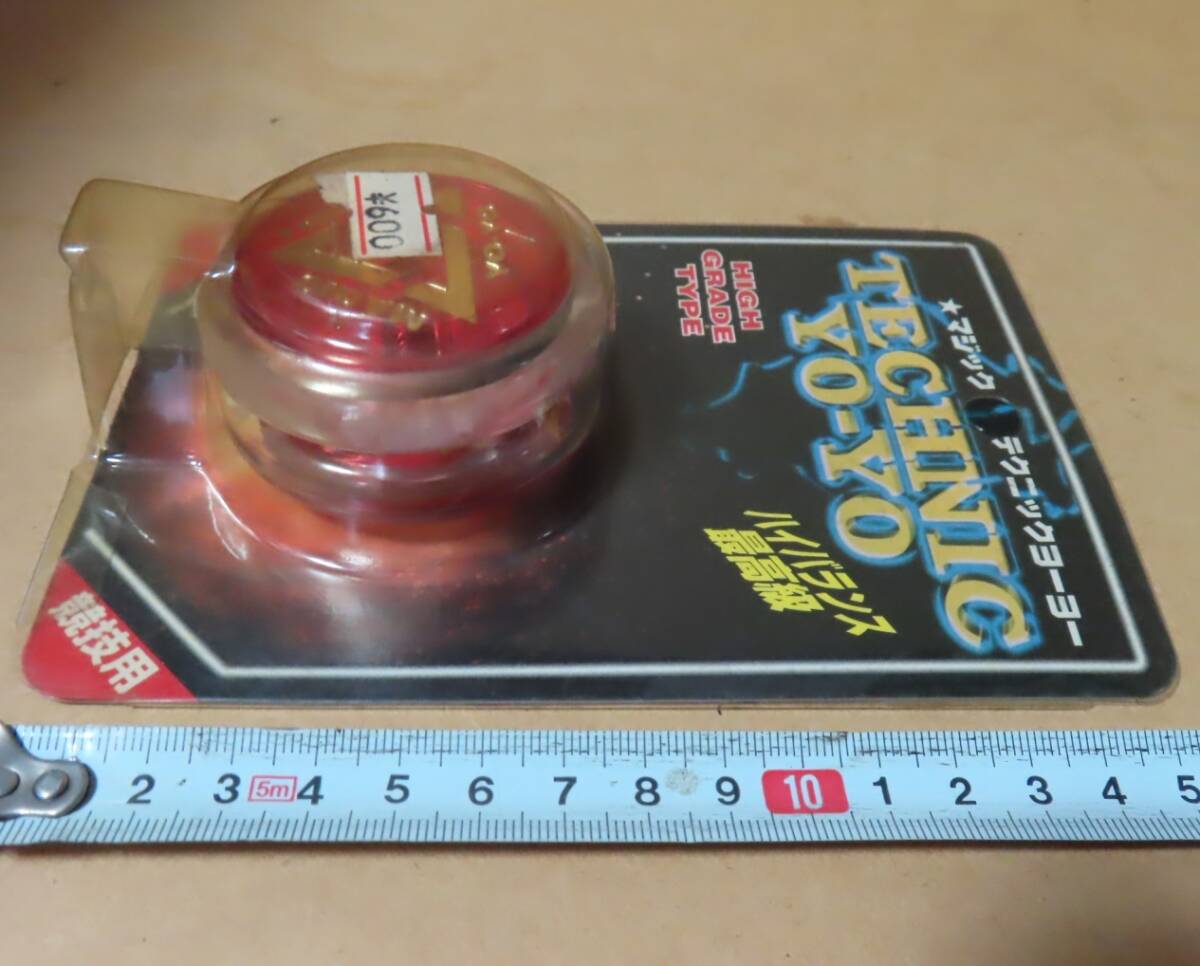 ★マジック テクニックヨーヨー
TECHNIC
YO-YO
HIGH
GRADE
TYPE
ハイバランス
最高級
競技用
¥600
2 3 5m 4 5 6 7 8 9 10 1 2 3 4 5